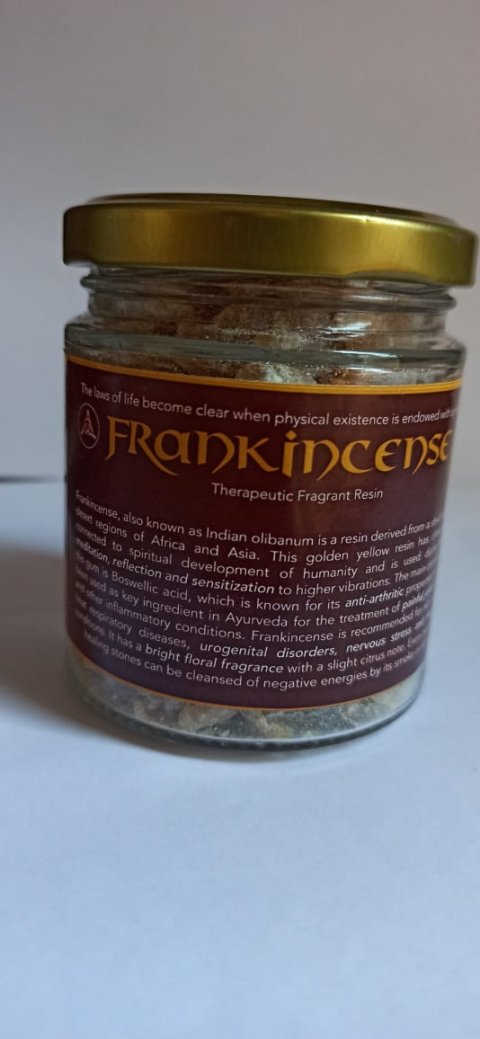 The laws of life become clear when physical existence is endowed with
FRANKINCENSE
Therapeutic Fragrant Resin
Frankincense, also known as Indian olibanum is a resin derived from a
desert regions of Africa and Asia. This golden yellow resin has
connected to spiritual development of humanity and is used
meditation, reflection and sensitization to higher vibrations. The main
the gum is Boswellic acid, which is known for its anti-arthritic
and used as key ingredient in Ayurveda for the treatment of painful
and other inflammatory conditions. Frankincense is recommended for
respiratory diseases, urogenital disorders, nervous stress
conditions. It has a bright floral fragrance with a slight citrus note.
healing stones can be cleansed of negative energies by its smoke